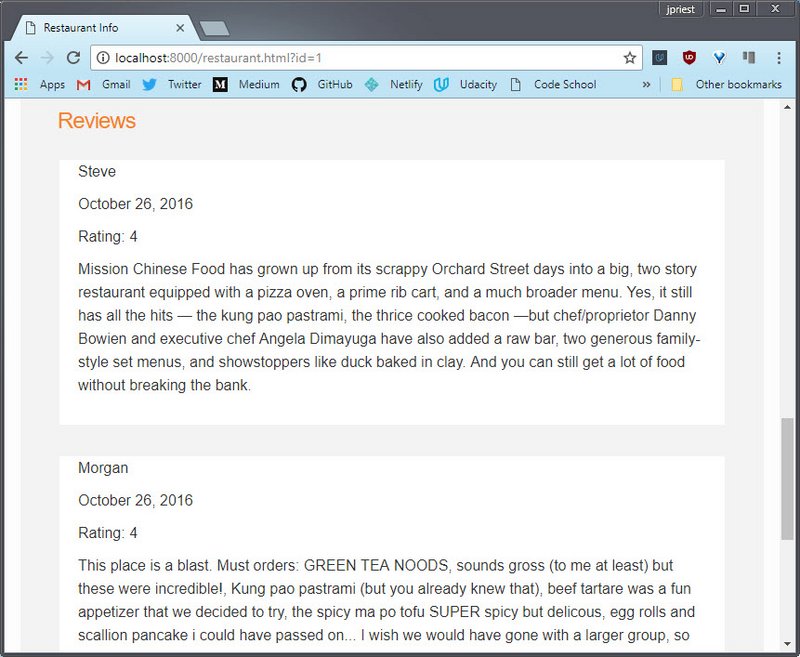 jpriest
Restaurant Info
localhost:8000/restaurant.html?id=1
Apps Gmail Twitter Medium GitHub Netlify Udacity Code School » Other bookmarks
Reviews
Steve
October 26, 2016
Rating: 4
Mission Chinese Food has grown up from its scrappy Orchard Street days into a big, two story
restaurant equipped with a pizza oven, a prime rib cart, and a much broader menu. Yes, it still
has all the hits — the kung pao pastrami, the thrice cooked bacon —but chef/proprietor Danny
Bowien and executive chef Angela Dimayuga have also added a raw bar, two generous family-
style set menus, and showstoppers like duck baked in clay. And you can still get a lot of food
without breaking the bank.
Morgan
October 26, 2016
Rating: 4
This place is a blast. Must orders: GREEN TEA NOODS, sounds gross (to me at least) but
these were incredible!, Kung pao pastrami (but you already knew that), beef tartare was a fun
appetizer that we decided to try, the spicy ma po tofu SUPER spicy but delicous, egg rolls and
scallion pancake i could have passed on... I wish we would have gone with a larger group, so